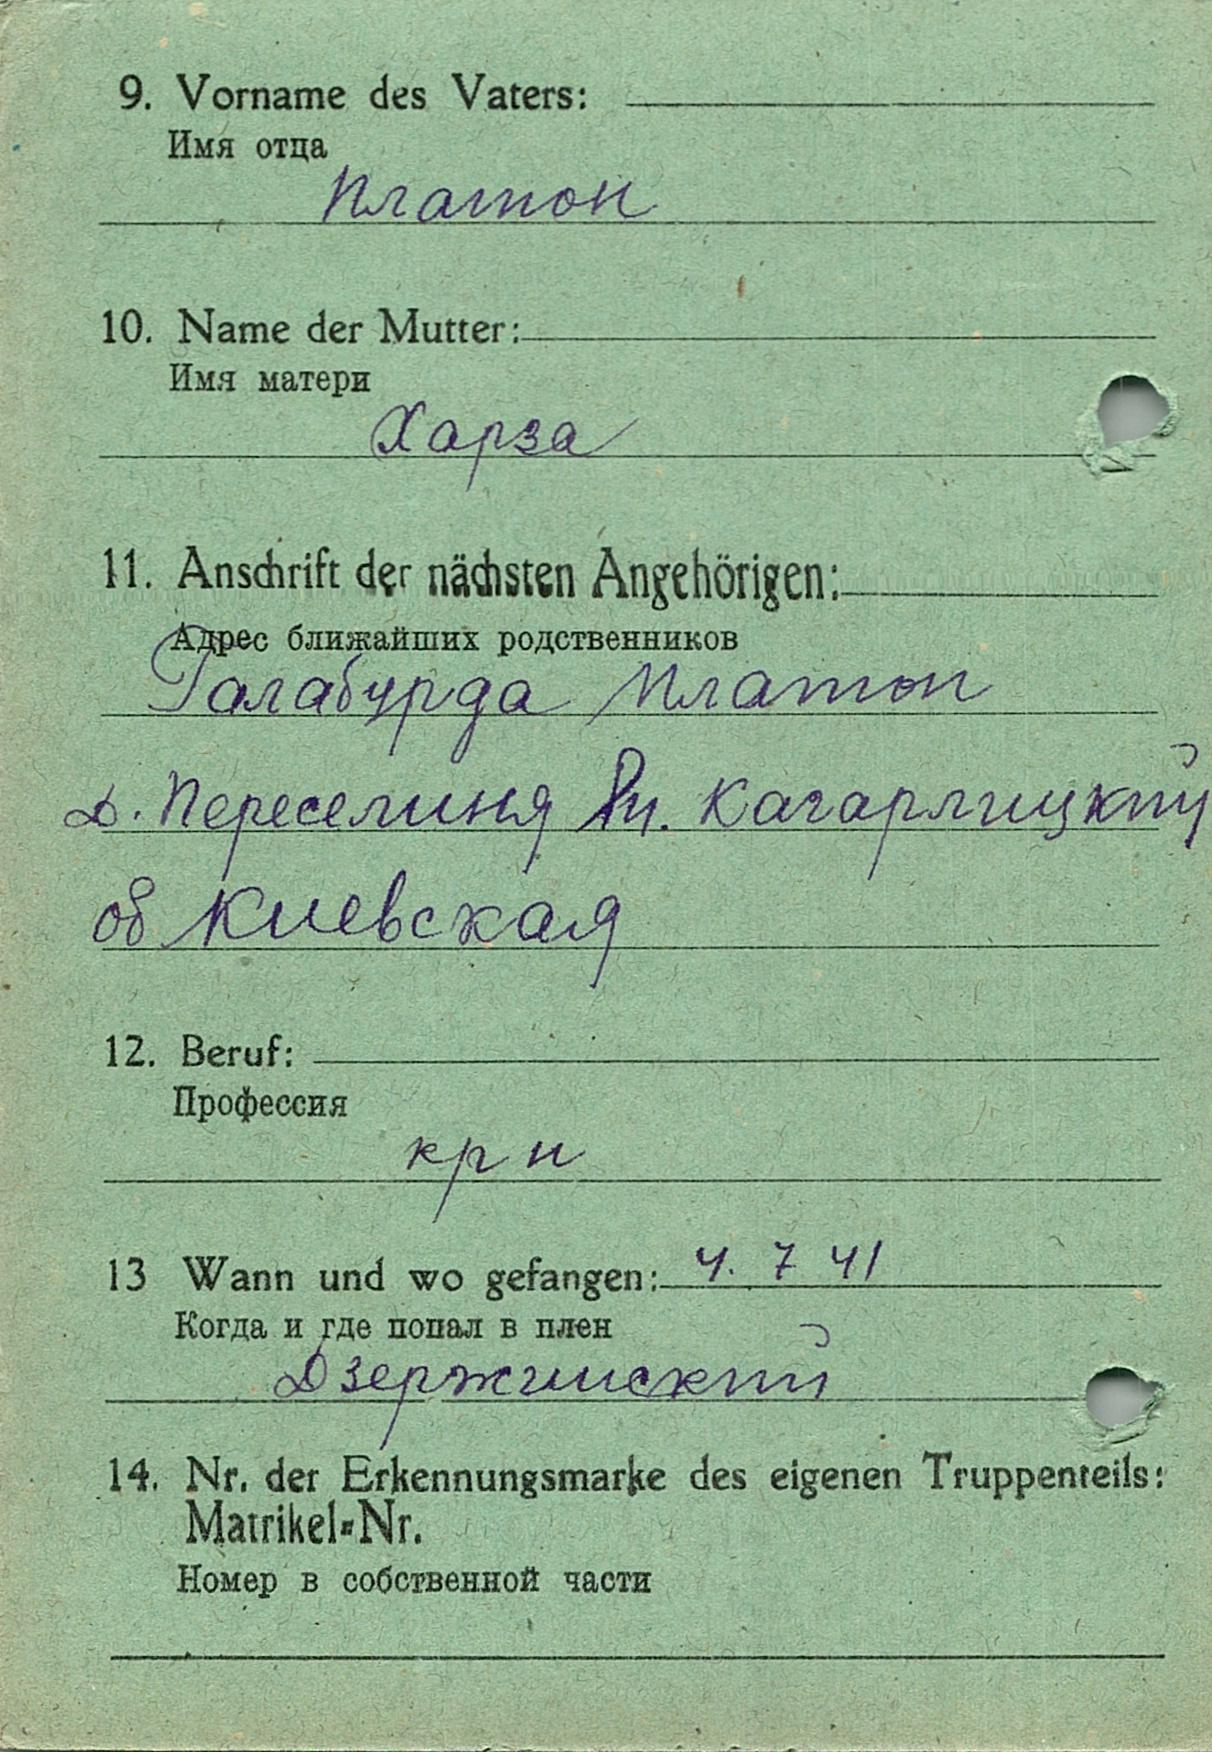 9. Vorname des Vaters:
Имя отца
Платон
10. Name der Mutter:
Имя матери
Харза
11. Anschrift der nächsten Angehörigen:
Адрес ближайших родственников
Галабурда Платон
д. Переселиня Рн. Кагарлицкий
об Киевская
12. Beruf:
Профессия
кр н
13 Wann und wo gefangen: 4. 7 41
Когда и где попал в плен
Дзержинский
14. Nr. der Erkennungsmarke des eigenen Truppenteils:
Matrikel-Nr.
Номер в собственной части